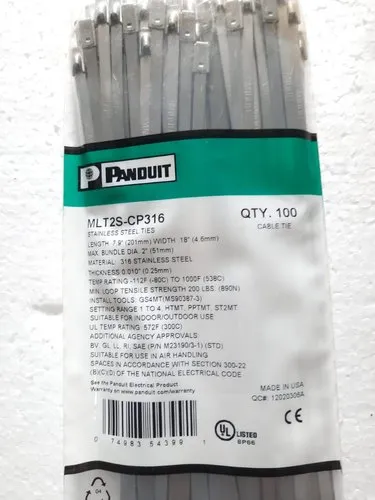 PANDUIT
MLT2S-CP316
QTY. 100
STAINLESS STEEL TIES
CABLE TIE
LENGTH: 7.9" (201mm) WIDTH: .18" (4.6mm)
MAX. BUNDLE DIA. 2" (51mm)
MATERIAL: 316 STAINLESS STEEL
THICKNESS 0.010" (0.25mm)
TEMP.RATING -112F (-80C) TO 1000F (538C)
MIN. LOOP TENSILE STRENGTH 200 LBS. (890N)
INSTALL TOOLS: GS4MT(MS90387-3)
SETTING RANGE 1 TO 4, HTMT, PPTMT, ST2MT.
SUITABLE FOR INDOOR/OUTDOOR USE
UL TEMP RATING: 572F (300C)
ADDITIONAL AGENCY APPROVALS:
BV, GL, LL, RI, SAE (P/N M23190/3-1) (STD)
SUITABLE FOR USE IN AIR HANDLING
SPACES IN ACCORDANCE WITH SECTION 300-22
(B)(C)(D) OF THE NATIONAL ELECTRICAL CODE
See the Panduit Electrical Product
Warranty at www.panduit.com/warranty
MADE IN USA
QC#: 12020306A
UL LISTED
CE
0 74983 54399 1